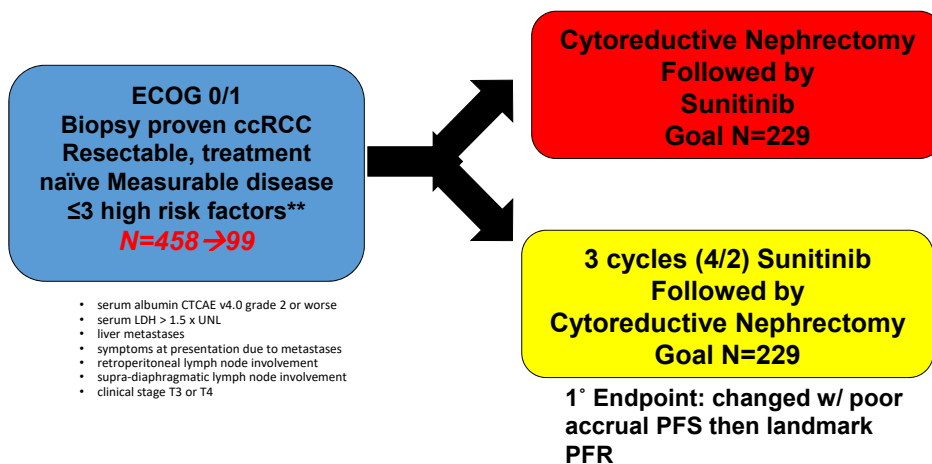 ECOG 0/1
Biopsy proven ccRCC
Resectable, treatment
naïve Measurable disease
≤3 high risk factors**
N=458→99
• serum albumin CTCAE v4.0 grade 2 or worse
• serum LDH > 1.5 x UNL
• liver metastases
• symptoms at presentation due to metastases
• retroperitoneal lymph node involvement
• supra-diaphragmatic lymph node involvement
• clinical stage T3 or T4
Cytoreductive Nephrectomy
Followed by
Sunitinib
Goal N=229
3 cycles (4/2) Sunitinib
Followed by
Cytoreductive Nephrectomy
Goal N=229
1˚ Endpoint: changed w/ poor
accrual PFS then landmark
PFR